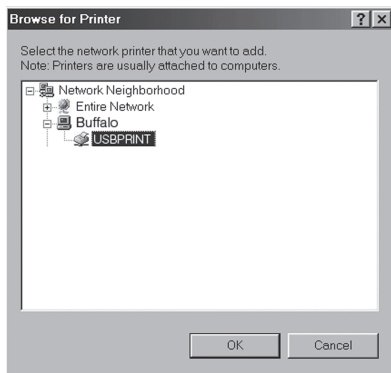 Browse for Printer
Select the network printer that you want to add.
Note: Printers are usually attached to computers.
Network Neighborhood
Entire Network
Buffalo
USBPRINT
OK
Cancel